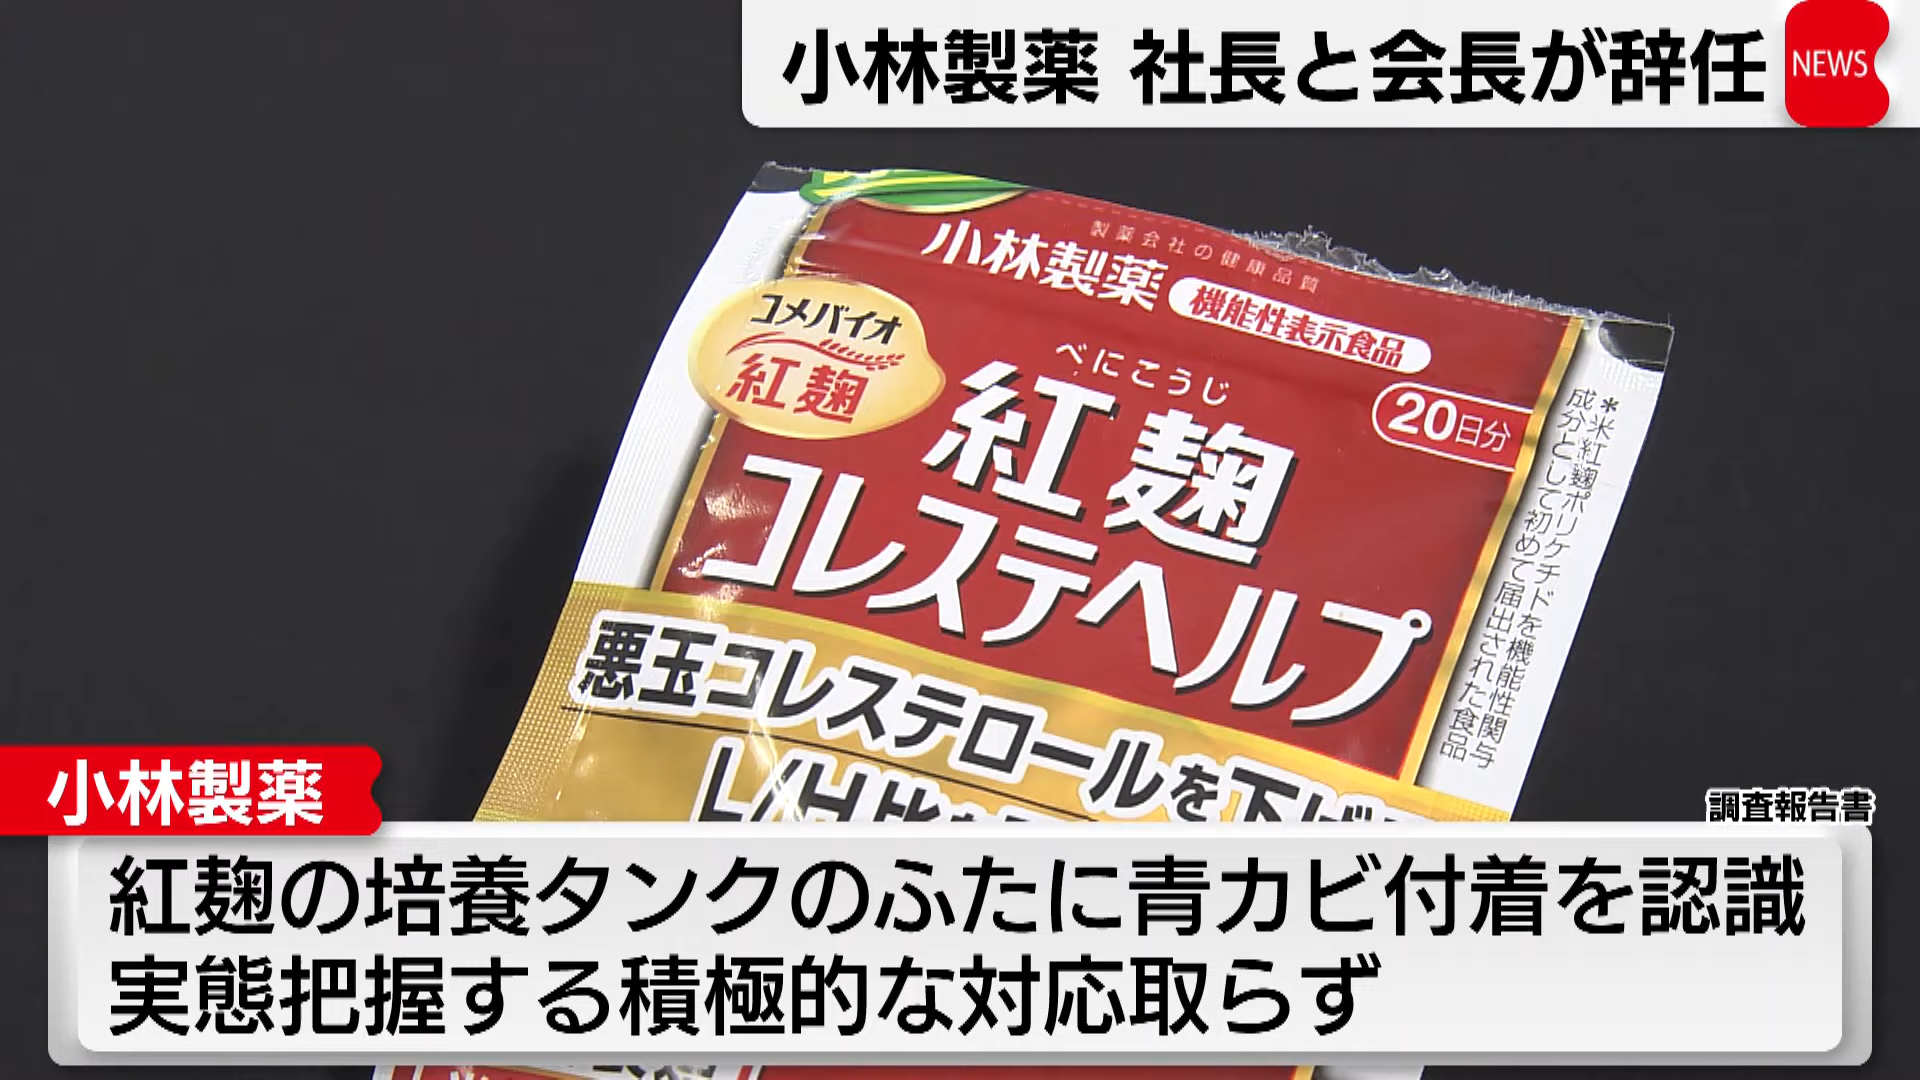 小林製薬 社長と会長が辞任
NEWS
製薬会社の健康品質
小林製薬
機能性表示食品
コメバイオ
紅麹
べにこうじ
紅麹
20日分
コレステヘルプ
*米紅麹ポリケチドを機能性関与
成分として初めて届出された食品
悪玉コレステロールを下げ
L/H比
小林製薬
調査報告書
紅麹の培養タンクのふたに青カビ付着を認識
実態把握する積極的な対応取らず